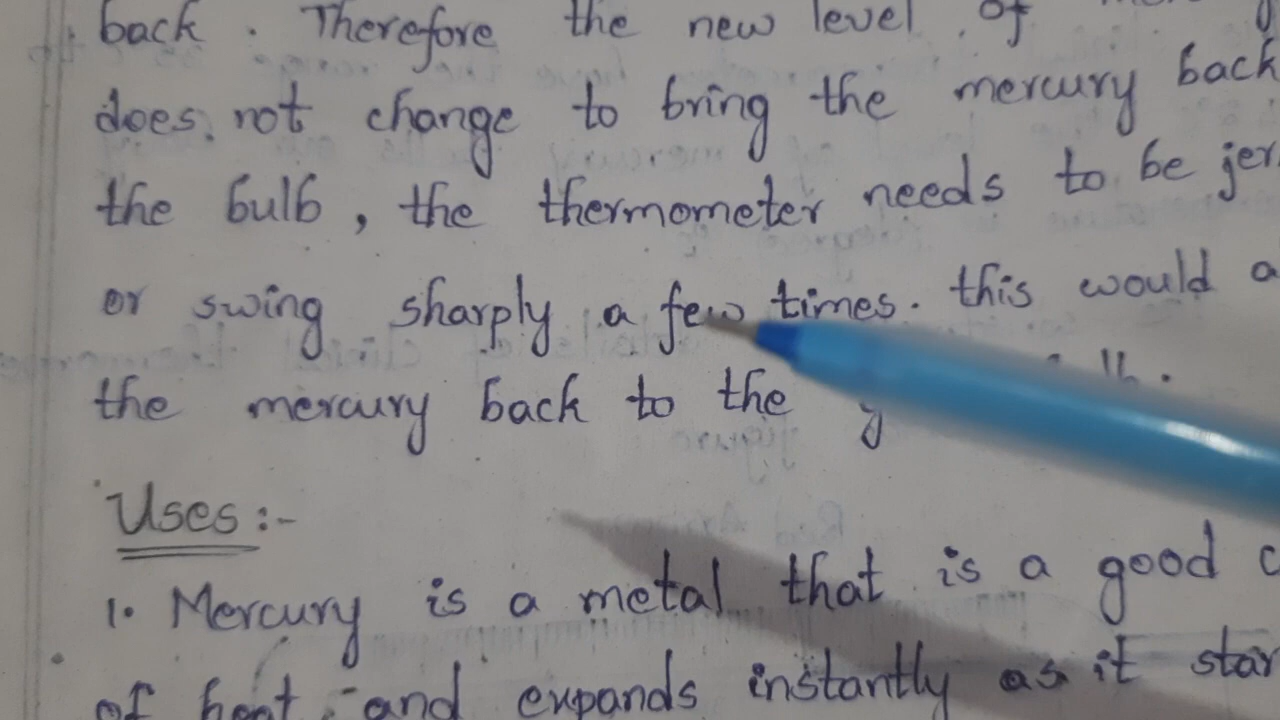 back. Therefore the new level of
does not change to bring the mercury back
the bulb, the thermometer needs to be
or swing sharply a few times. this would
the mercury back to the
Uses :-
1. Mercury is a metal that is a good
of heat and expands instantly as it